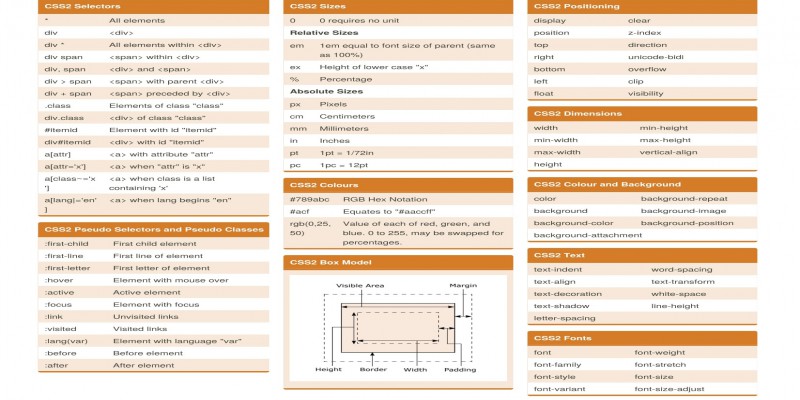 CSS2 Selectors
* All elements
div <div>
div * All elements within <div>
div span <span> within <div>
div, span <div> and <span>
div > span <span> with parent <div>
div + span <span> preceded by <div>
.class Elements of class "class"
div.class <div> of class "class"
#itemid Element with id "itemid"
div#itemid <div> with id "itemid"
a[attr] <a> with attribute "attr"
a[attr='x'] <a> when "attr" is "x"
a[class~='x <a> when class is a list
'] containing 'x'
a[lang|='en' <a> when lang begins "en"
]
CSS2 Pseudo Selectors and Pseudo Classes
:first-child First child element
:first-line First line of element
:first-letter First letter of element
:hover Element with mouse over
:active Active element
:focus Element with focus
:link Unvisited links
:visited Visited links
:lang(var) Element with language "var"
:before Before element
:after After element
CSS2 Sizes
0 0 requires no unit
Relative Sizes
em 1em equal to font size of parent (same
as 100%)
ex Height of lower case "x"
% Percentage
Absolute Sizes
px Pixels
cm Centimeters
mm Millimeters
in Inches
pt 1pt = 1/72in
pc 1pc = 12pt
CSS2 Colours
#789abc RGB Hex Notation
#acf Equates to "#aaccff"
rgb(0,25, Value of each of red, green, and
50) blue. 0 to 255, may be swapped for
percentages.
CSS2 Box Model
Visible Area Margin
Height Border Width Padding
CSS2 Positioning
display clear
position z-index
top direction
right unicode-bidi
bottom overflow
left clip
float visibility
CSS2 Dimensions
width min-height
min-width max-height
max-width vertical-align
height
CSS2 Colour and Background
color background-repeat
background background-image
background-color background-position
background-attachment
CSS2 Text
text-indent word-spacing
text-align text-transform
text-decoration white-space
text-shadow line-height
letter-spacing
CSS2 Fonts
font font-weight
font-family font-stretch
font-style font-size
font-variant font-size-adjust